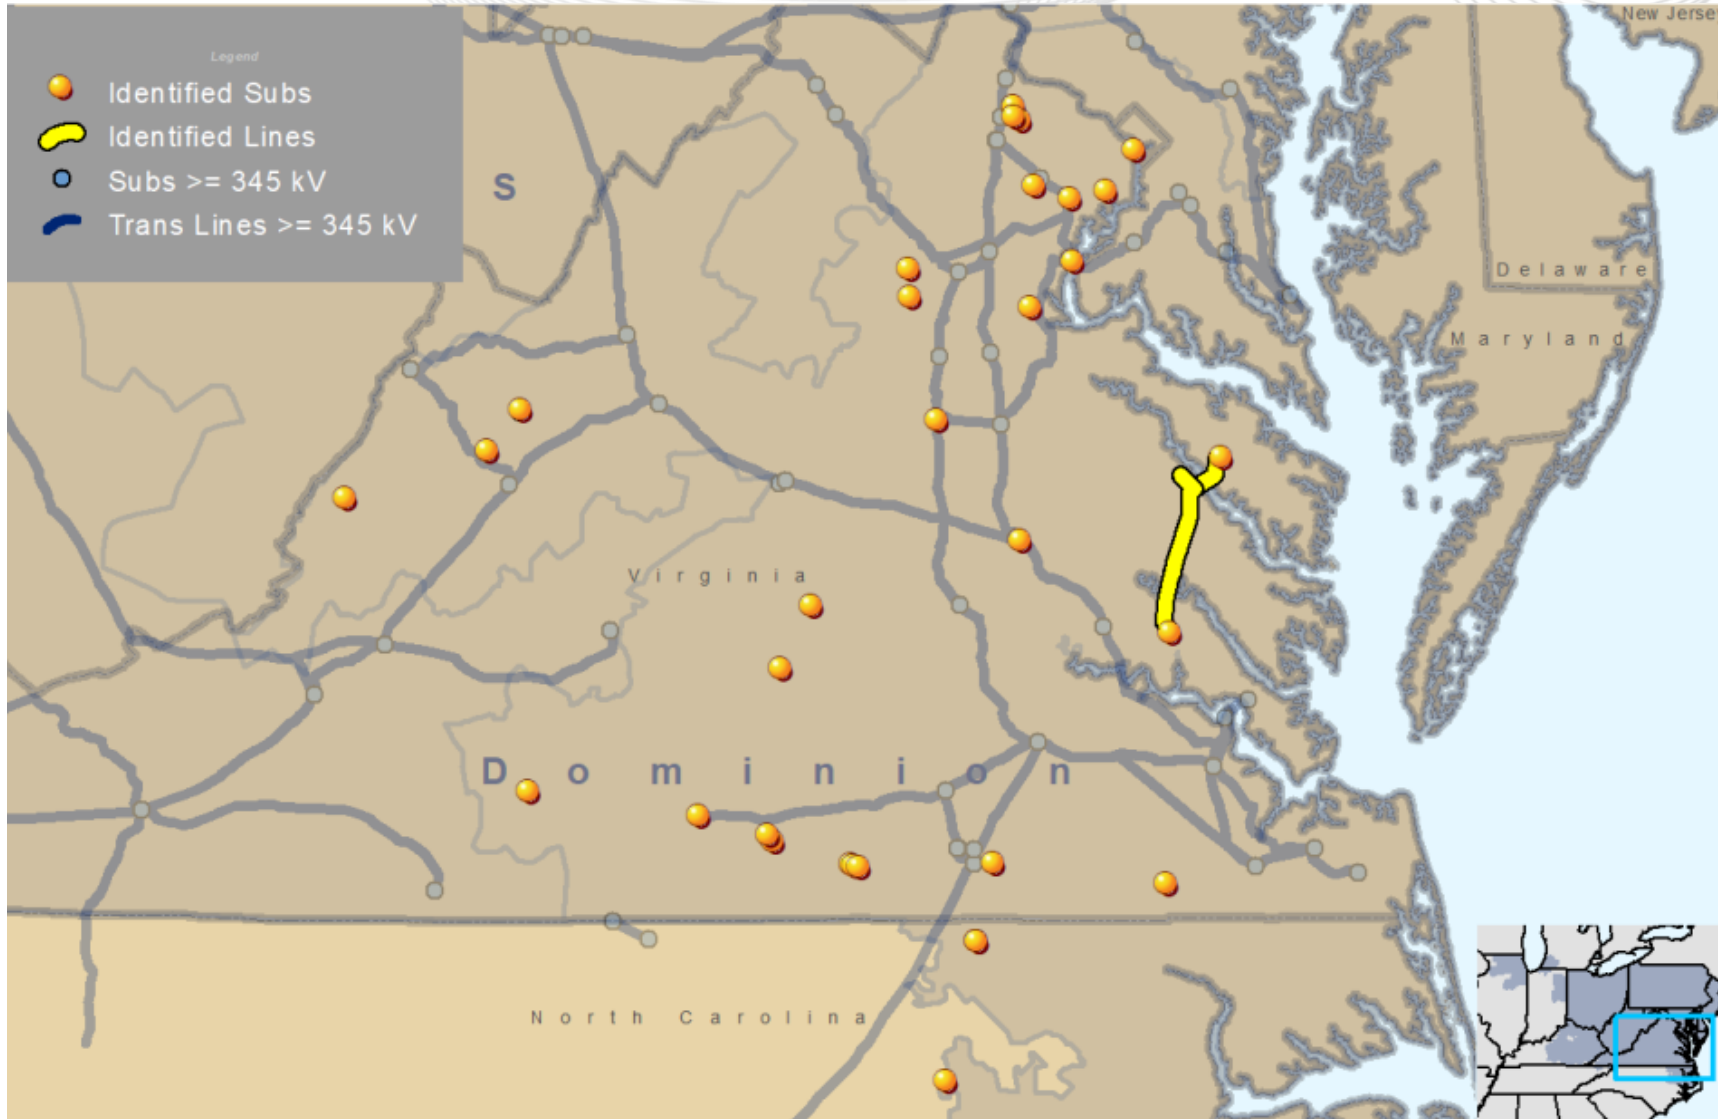 Legend
Identified Subs
Identified Lines
Subs >= 345 kV
Trans Lines >= 345 kV
New Jerse
S
Delaware
Maryland
Virginia
Dominion
North Carolina